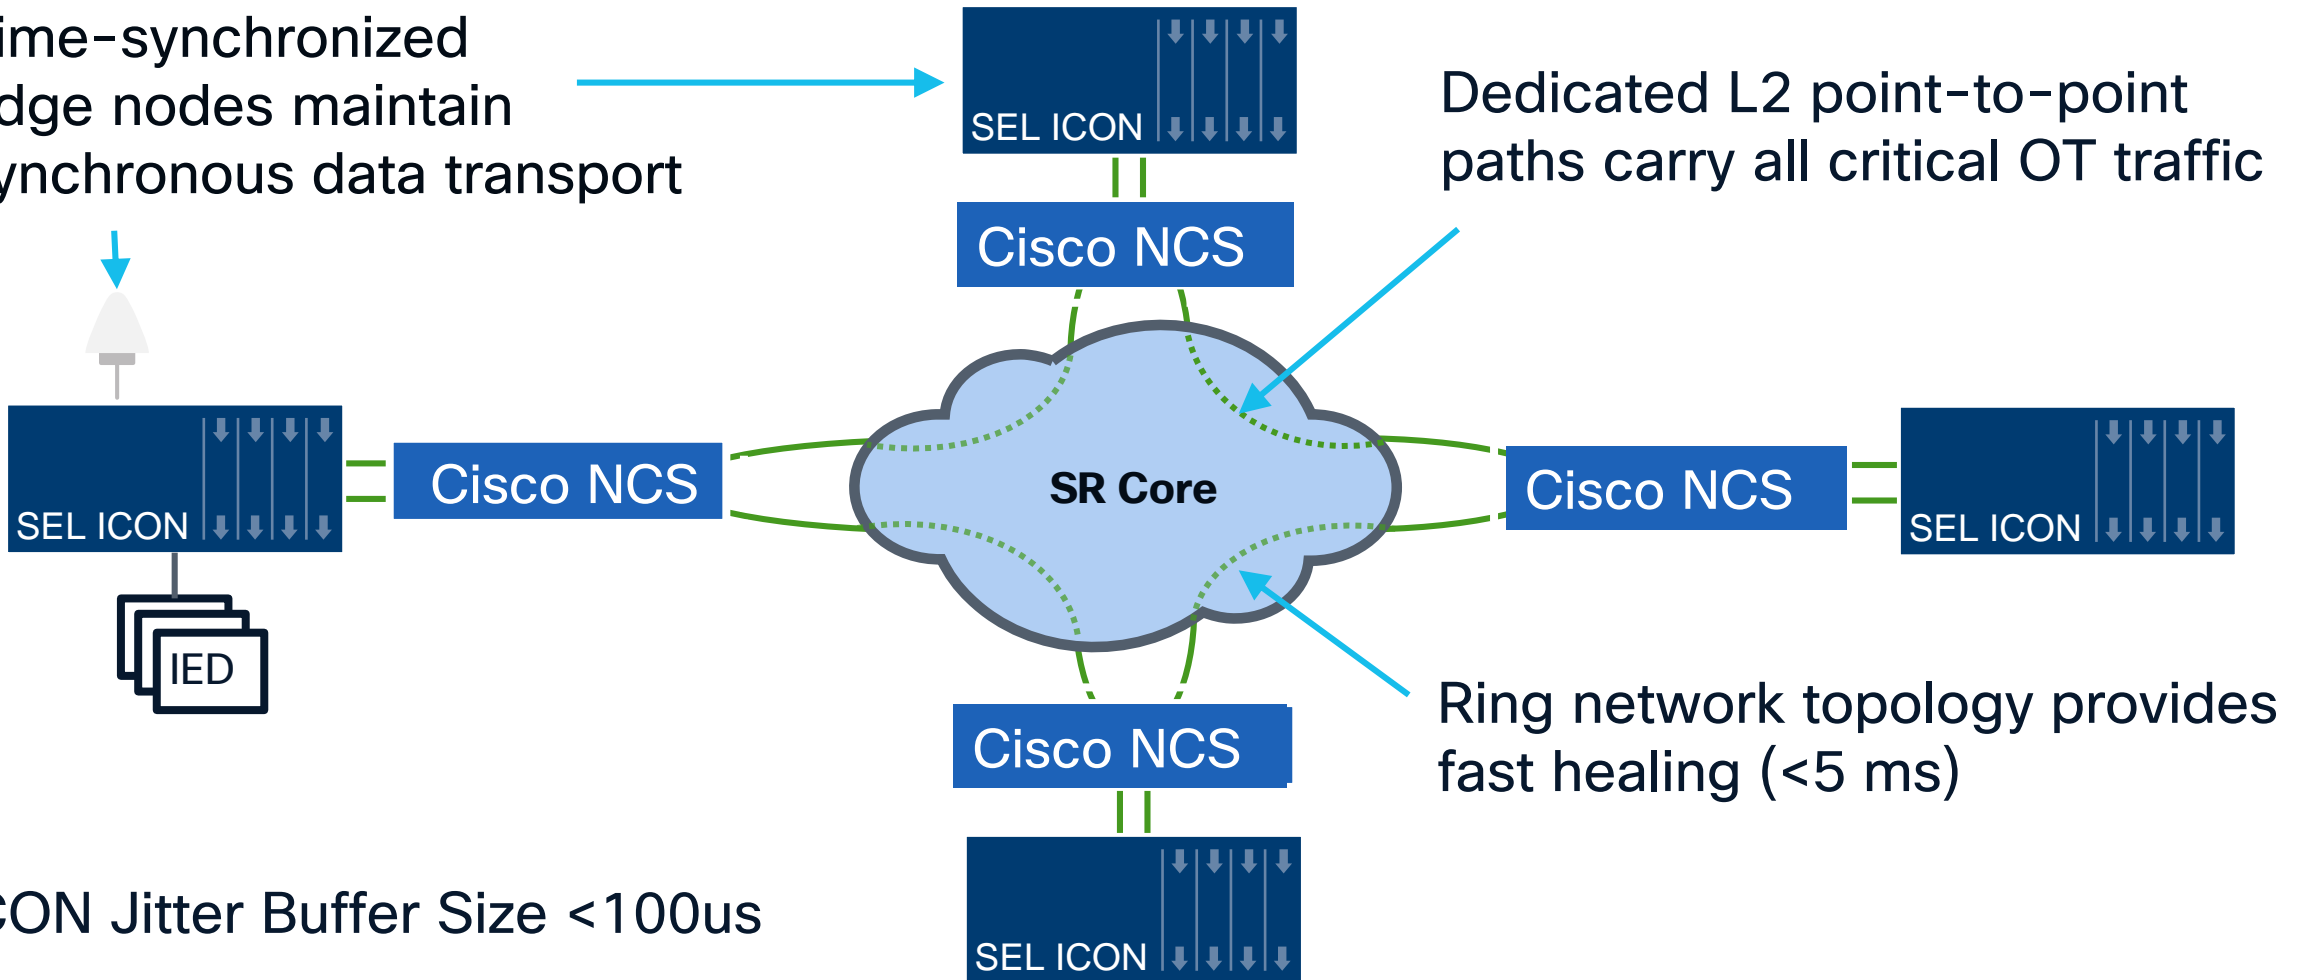 ime-synchronized
dge nodes maintain
ynchronous data transport
SEL ICON
Dedicated L2 point-to-point
paths carry all critical OT traffic
Cisco NCS
SEL ICON
Cisco NCS
SR Core
Cisco NCS
SEL ICON
IED
Cisco NCS
Ring network topology provides
fast healing (<5 ms)
CON Jitter Buffer Size <100us
SEL ICON